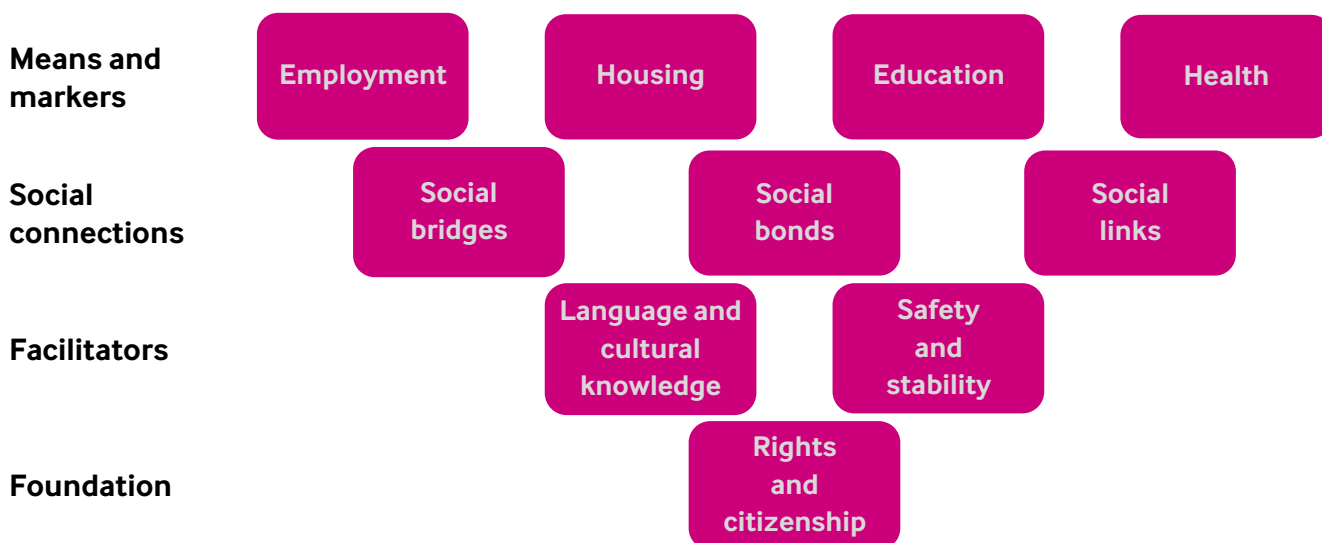 Means and
markers
Employment
Housing
Education
Health
Social
connections
Social
bridges
Social
bonds
Social
links
Facilitators
Language and
cultural
knowledge
Safety
and
stability
Foundation
Rights
and
citizenship